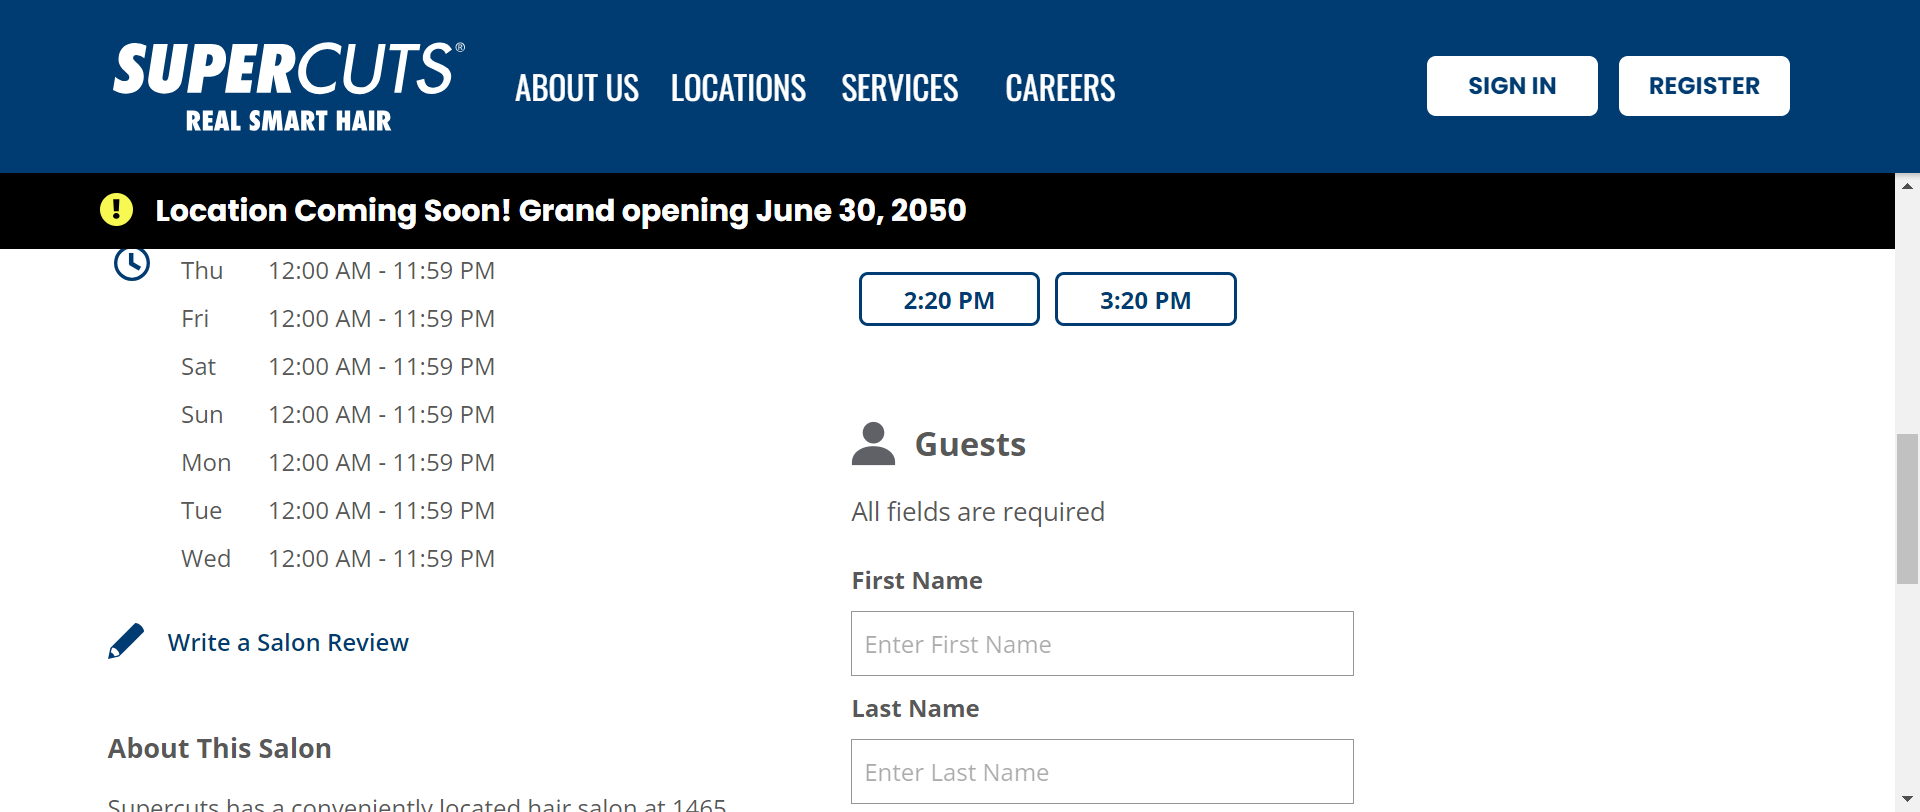 SUPERCUTS®
REAL SMART HAIR
ABOUT US LOCATIONS SERVICES CAREERS
SIGN IN REGISTER
Location Coming Soon! Grand opening June 30, 2050
Thu 12:00 AM - 11:59 PM
Fri 12:00 AM - 11:59 PM
Sat 12:00 AM - 11:59 PM
Sun 12:00 AM - 11:59 PM
Mon 12:00 AM - 11:59 PM
Tue 12:00 AM - 11:59 PM
Wed 12:00 AM - 11:59 PM
Write a Salon Review
About This Salon
Supercuts has a conveniently located hair salon at 1465
2:20 PM 3:20 PM
Guests
All fields are required
First Name
Enter First Name
Last Name
Enter Last Name